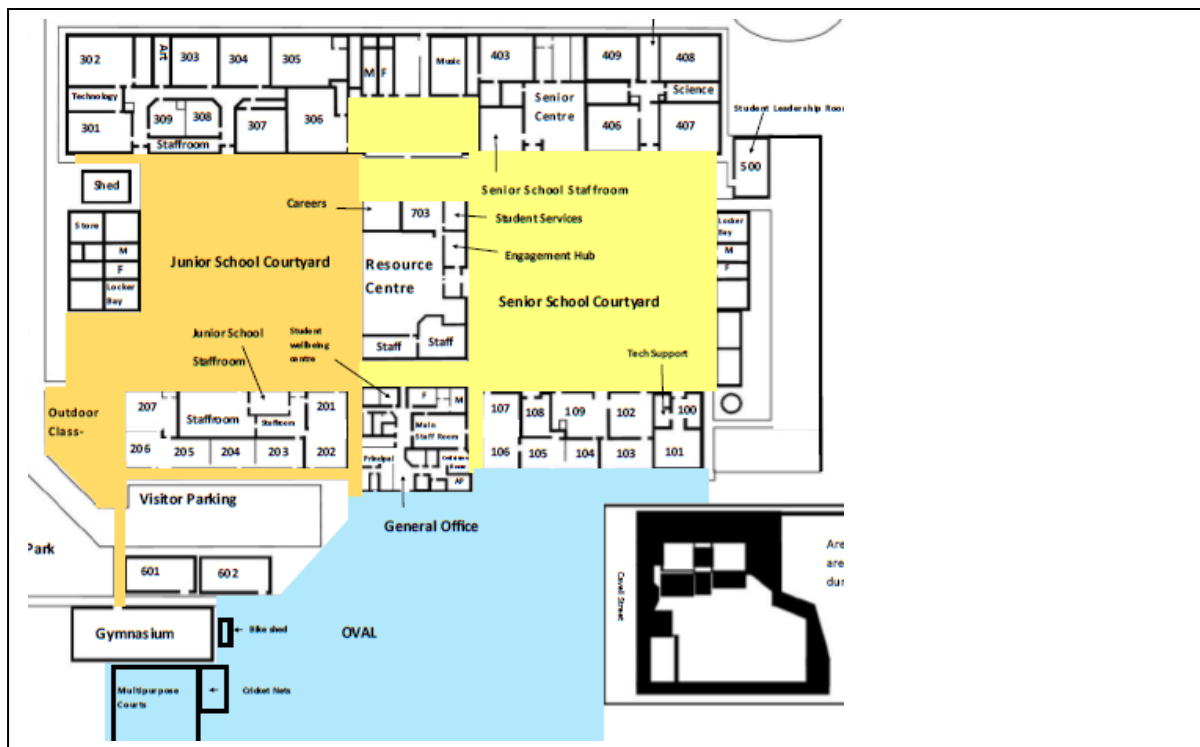 302
Art
303
304
305
M
F
Music
403
409
408
Technology
Science
301
309
308
307
306
Staffroom
Senior
Centre
406
407
Student Leadership Roo
500
Shed
Senior School Staffroom
Careers
703
Student Services
Store
M
F
Locker
Bay
Junior School Courtyard
Resource
Centre
Engagement Hub
Senior School Courtyard
Locker
Bay
M
F
Junior School
Staffroom
Student
wellbeing
centre
Staff
Staff
Tech Support
Outdoor
Class-
207
Staffroom
Staffroom
201
206
205
204
203
202
F
M
Main
Staff Room
Principal
AP
107
108
109
102
100
106
105
104
103
101
Visitor Parking
General Office
Park
601
602
Gymnasium
Bike shed
OVAL
Multipurpose
Courts
Cricket Nets
Cavell Street
Are
are
dur